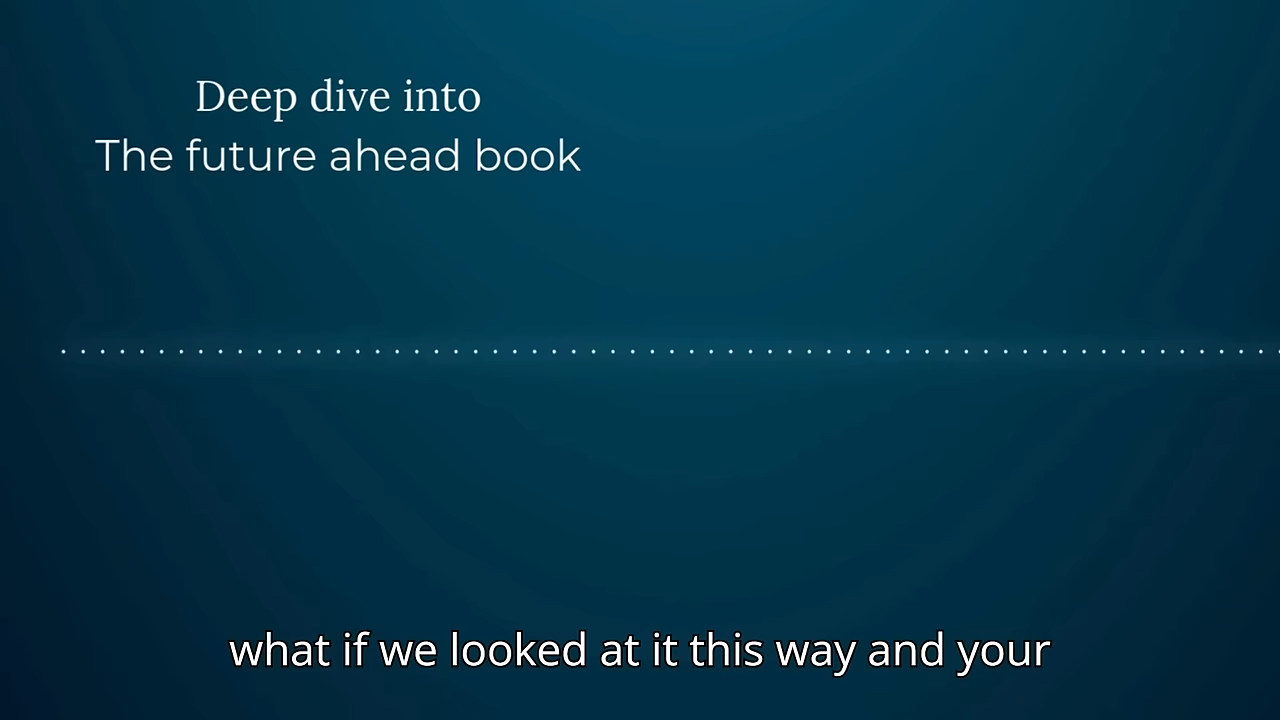 Deep dive into
The future ahead book
what if we looked at it this way and your